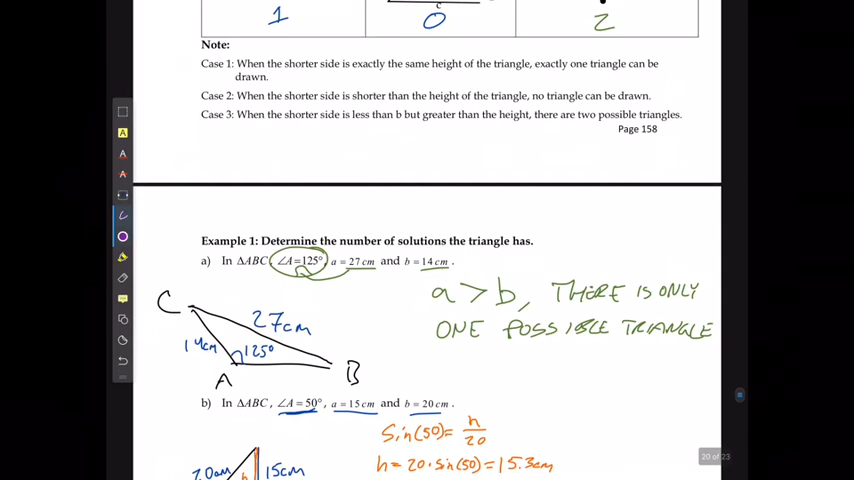 c
1
0
2
Note:
Case 1: When the shorter side is exactly the same height of the triangle, exactly one triangle can be
drawn.
Case 2: When the shorter side is shorter than the height of the triangle, no triangle can be drawn.
Case 3: When the shorter side is less than b but greater than the height, there are two possible triangles.
Page 158
Example 1: Determine the number of solutions the triangle has.
a) In ΔABC, ∠A=125°, a = 27 cm and b = 14 cm .
a > b, THERE IS ONLY
ONE POSSIBLE TRIANGLE
C
27cm
14cm
125°
A
B
b) In ΔABC, ∠A = 50°, a = 15 cm and b = 20 cm .
Sin(50) = h/20
h = 20 · sin(50) = 15.3cm
20cm
h
15cm
20 of 23